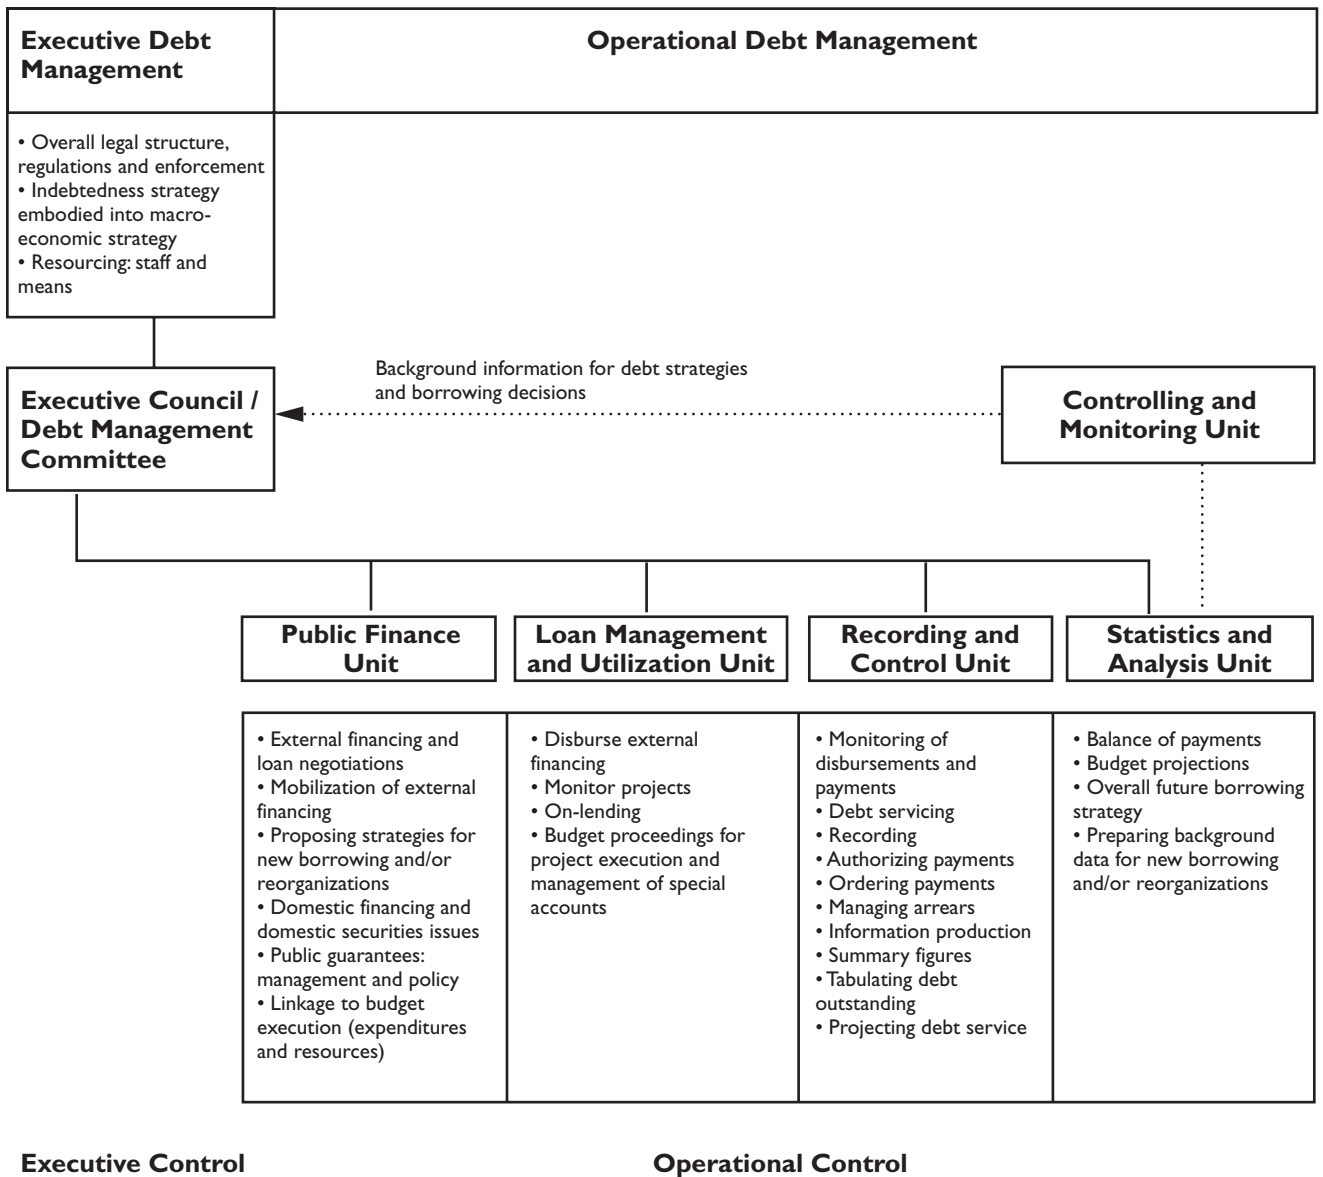 Executive Debt
Management
Operational Debt Management
• Overall legal structure,
regulations and enforcement
• Indebtedness strategy
embodied into macro-
economic strategy
• Resourcing: staff and
means
Background information for debt strategies
and borrowing decisions
Executive Council /
Debt Management
Committee
Controlling and
Monitoring Unit
Public Finance
Unit
Loan Management
and Utilization Unit
Recording and
Control Unit
Statistics and
Analysis Unit
• External financing and
loan negotiations
• Mobilization of external
financing
• Proposing strategies for
new borrowing and/or
reorganizations
• Domestic financing and
domestic securities issues
• Public guarantees:
management and policy
• Linkage to budget
execution (expenditures
and resources)
• Disburse external
financing
• Monitor projects
• On-lending
• Budget proceedings for
project execution and
management of special
accounts
• Monitoring of
disbursements and
payments
• Debt servicing
• Recording
• Authorizing payments
• Ordering payments
• Managing arrears
• Information production
• Summary figures
• Tabulating debt
outstanding
• Projecting debt service
• Balance of payments
• Budget projections
• Overall future borrowing
strategy
• Preparing background
data for new borrowing
and/or reorganizations
Executive Control
Operational Control